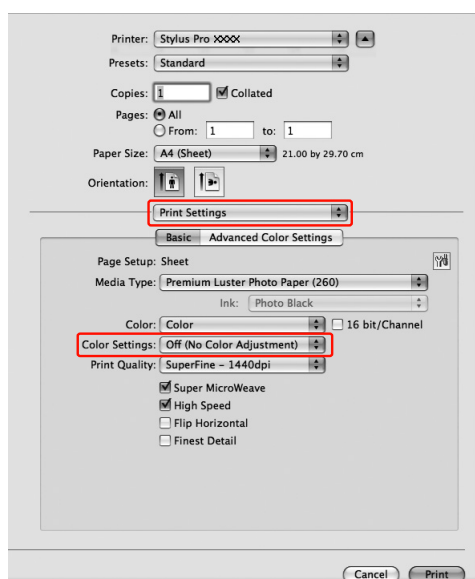 Printer: Stylus Pro XXXX
Presets: Standard
Copies: 1 Collated
Pages: All
From: 1 to: 1
Paper Size: A4 (Sheet) 21.00 by 29.70 cm
Orientation:
Print Settings
Basic Advanced Color Settings
Page Setup: Sheet
Media Type: Premium Luster Photo Paper (260)
Ink: Photo Black
Color: Color 16 bit/Channel
Color Settings: Off (No Color Adjustment)
Print Quality: SuperFine – 1440dpi
Super MicroWeave
High Speed
Flip Horizontal
Finest Detail
Cancel Print